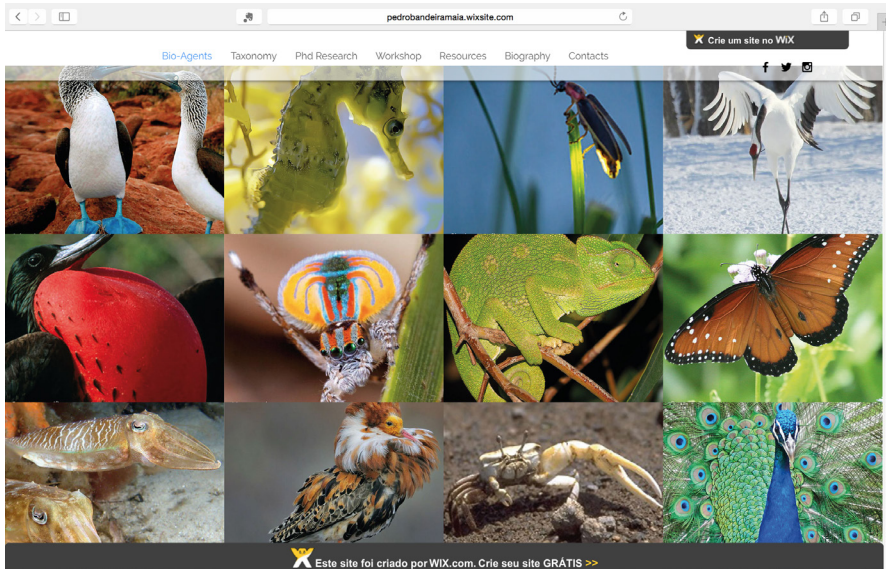 pedrobandeiramaia.wixsite.com
Crie um site no WiX
Bio-Agents Taxonomy Phd Research Workshop Resources Biography Contacts
Este site foi criado por WIX.com. Crie seu site GRÁTIS >>